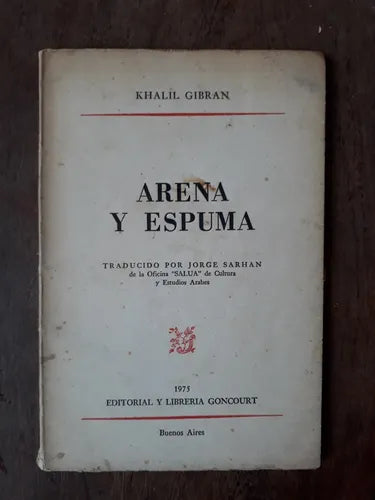 KHALIL GIBRAN
ARENA
Y ESPUMA
TRADUCIDO POR JORGE SARHAN
de la Oficina "SALUA" de Cultura
y Estudios Arabes
1975
EDITORIAL Y LIBRERIA GONCOURT
Buenos Aires